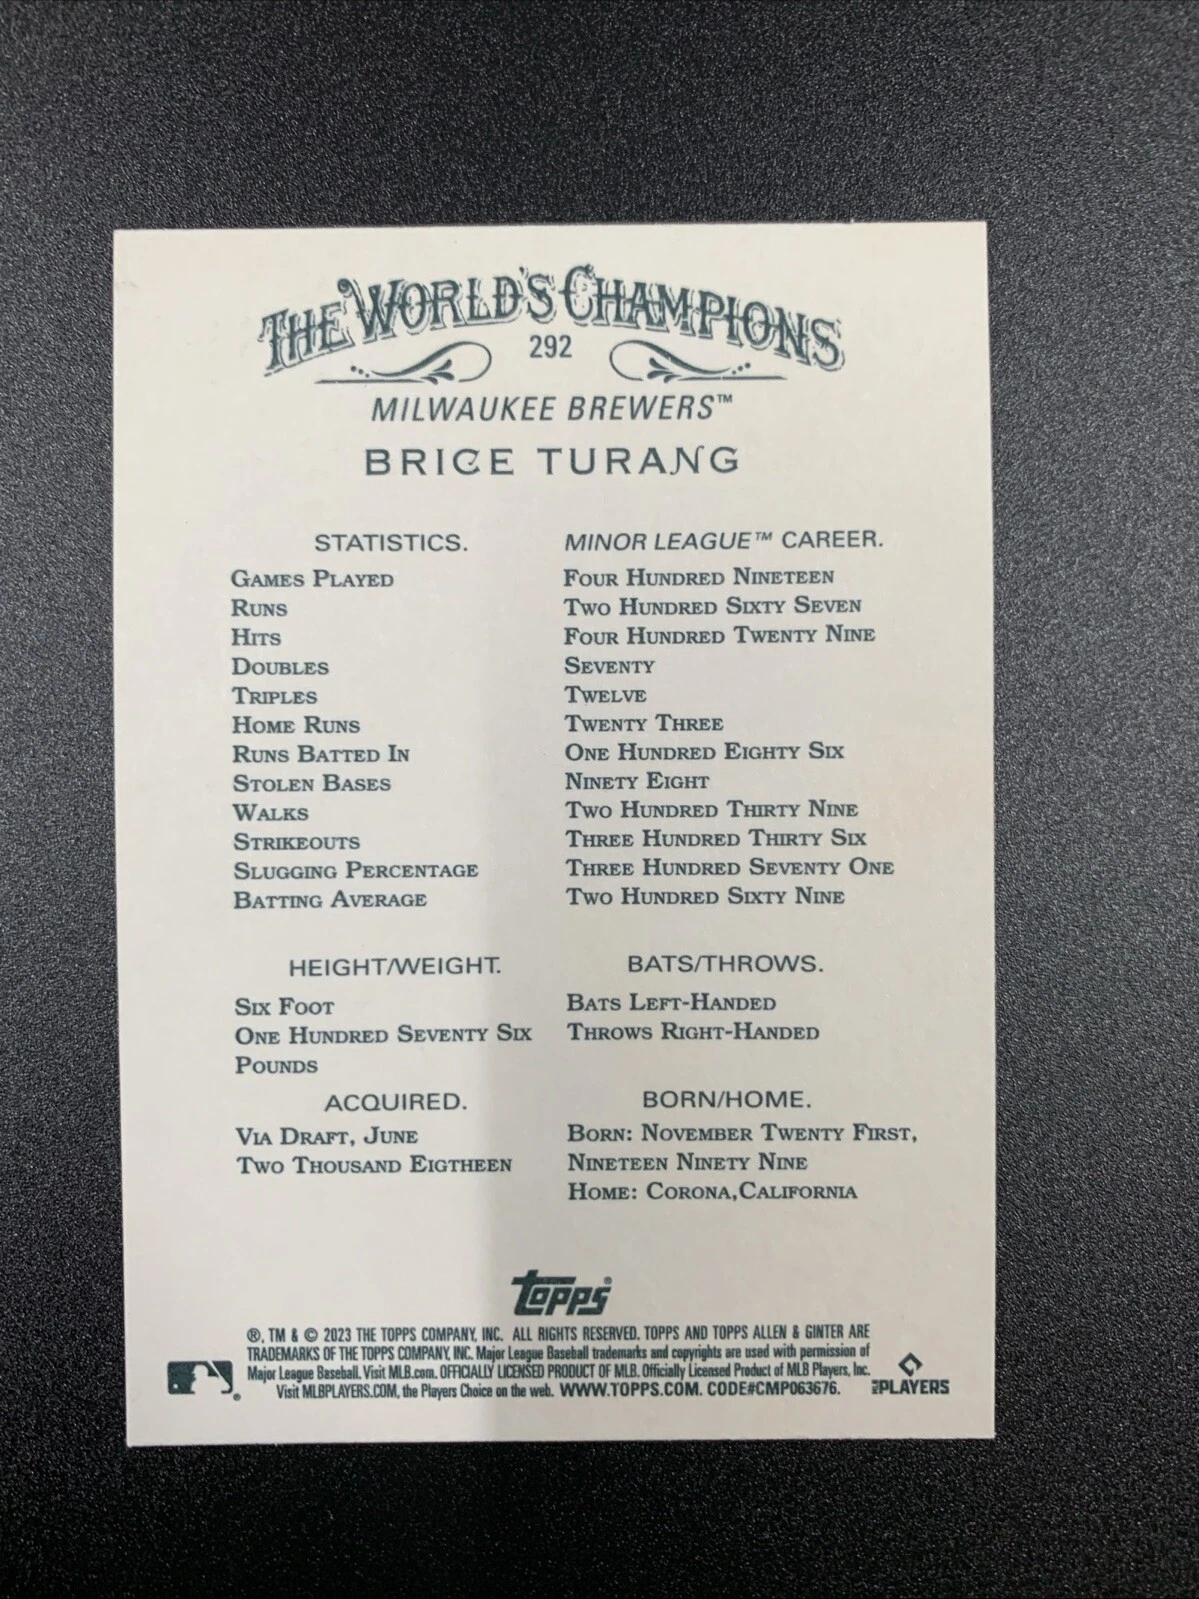 THE WORLD'S CHAMPIONS
292
MILWAUKEE BREWERS™
BRICE TURANG
STATISTICS. MINOR LEAGUE™ CAREER.
GAMES PLAYED FOUR HUNDRED NINETEEN
RUNS TWO HUNDRED SIXTY SEVEN
HITS FOUR HUNDRED TWENTY NINE
DOUBLES SEVENTY
TRIPLES TWELVE
HOME RUNS TWENTY THREE
RUNS BATTED IN ONE HUNDRED EIGHTY SIX
STOLEN BASES NINETY EIGHT
WALKS TWO HUNDRED THIRTY NINE
STRIKEOUTS THREE HUNDRED THIRTY SIX
SLUGGING PERCENTAGE THREE HUNDRED SEVENTY ONE
BATTING AVERAGE TWO HUNDRED SIXTY NINE
HEIGHT/WEIGHT.
SIX FOOT
ONE HUNDRED SEVENTY SIX
POUNDS
BATS/THROWS.
BATS LEFT-HANDED
THROWS RIGHT-HANDED
ACQUIRED.
VIA DRAFT, JUNE
TWO THOUSAND EIGTHEEN
BORN/HOME.
BORN: NOVEMBER TWENTY FIRST,
NINETEEN NINETY NINE
HOME: CORONA,CALIFORNIA
Topps®
®, TM & © 2023 THE TOPPS COMPANY, INC. ALL RIGHTS RESERVED. TOPPS AND TOPPS ALLEN & GINTER ARE
TRADEMARKS OF THE TOPPS COMPANY, INC. Major League Baseball trademarks and copyrights are used with permission of
Major League Baseball. Visit MLB.com. OFFICIALLY LICENSED PRODUCT OF MLB. Officially Licensed Product of MLB Players, Inc.
Visit MLBPLAYERS.COM, the Players Choice on the web. WWW.TOPPS.COM. CODE#CMP063676.
®
MLB PLAYERS